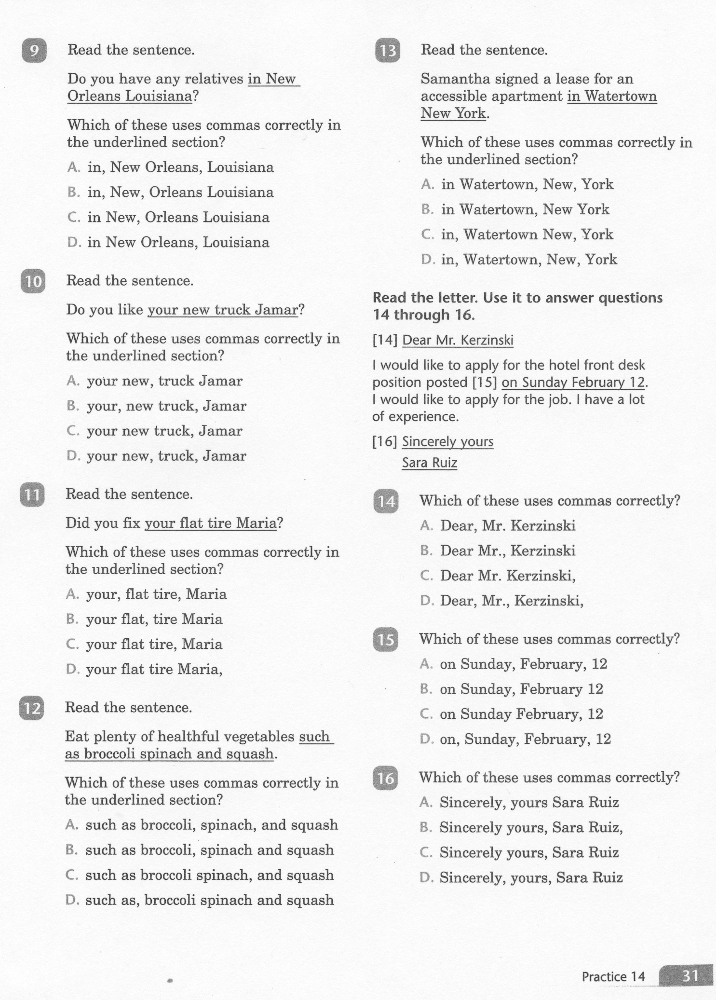 9 Read the sentence.
Do you have any relatives in New
Orleans Louisiana?
Which of these uses commas correctly in
the underlined section?
A. in, New Orleans, Louisiana
B. in, New, Orleans Louisiana
C. in New, Orleans Louisiana
D. in New Orleans, Louisiana
10 Read the sentence.
Do you like your new truck Jamar?
Which of these uses commas correctly in
the underlined section?
A. your new, truck Jamar
B. your, new truck, Jamar
C. your new truck, Jamar
D. your new, truck, Jamar
11 Read the sentence.
Did you fix your flat tire Maria?
Which of these uses commas correctly in
the underlined section?
A. your, flat tire, Maria
B. your flat, tire Maria
C. your flat tire, Maria
D. your flat tire Maria,
12 Read the sentence.
Eat plenty of healthful vegetables such
as broccoli spinach and squash.
Which of these uses commas correctly in
the underlined section?
A. such as broccoli, spinach, and squash
B. such as broccoli, spinach and squash
C. such as broccoli spinach, and squash
D. such as, broccoli spinach and squash
13 Read the sentence.
Samantha signed a lease for an
accessible apartment in Watertown
New York.
Which of these uses commas correctly in
the underlined section?
A. in Watertown, New, York
B. in Watertown, New York
C. in, Watertown New, York
D. in, Watertown, New, York
Read the letter. Use it to answer questions
14 through 16.
[14] Dear Mr. Kerzinski
I would like to apply for the hotel front desk
position posted [15] on Sunday February 12.
I would like to apply for the job. I have a lot
of experience.
[16] Sincerely yours
Sara Ruiz
14 Which of these uses commas correctly?
A. Dear, Mr. Kerzinski
B. Dear Mr., Kerzinski
C. Dear Mr. Kerzinski,
D. Dear, Mr., Kerzinski,
15 Which of these uses commas correctly?
A. on Sunday, February, 12
B. on Sunday, February 12
C. on Sunday February, 12
D. on, Sunday, February, 12
16 Which of these uses commas correctly?
A. Sincerely, yours Sara Ruiz
B. Sincerely yours, Sara Ruiz,
C. Sincerely yours, Sara Ruiz
D. Sincerely, yours, Sara Ruiz
Practice 14 31